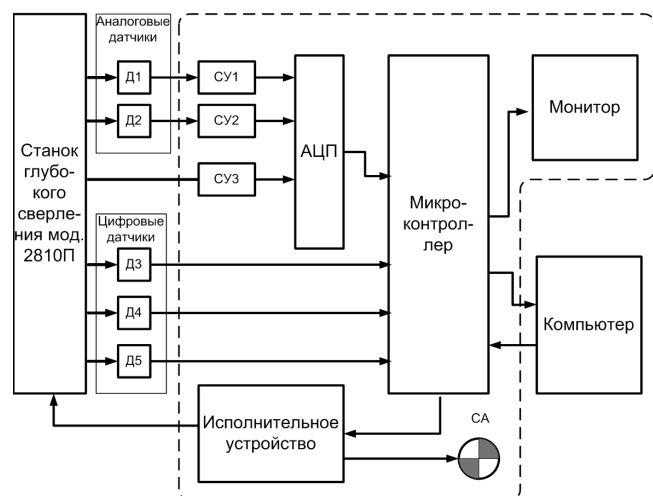 Аналоговые
датчики
Д1
СУ1
Д2
СУ2
АЦП
СУ3
Станок
глубо-
кого
сверле-
ния мод.
2810П
Цифровые
датчики
Д3
Д4
Д5
Микро-
контрол-
лер
Монитор
Компьютер
Исполнительное
устройство
СА